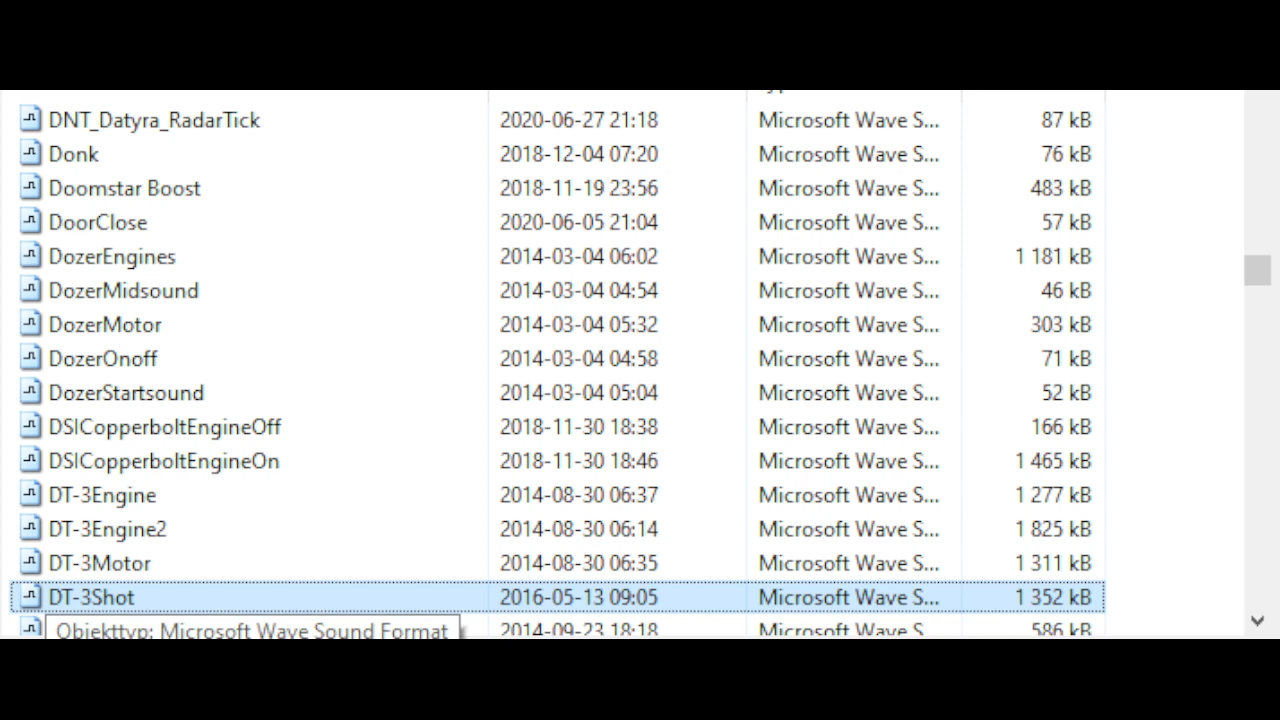 DNT_Datyra_RadarTick 2020-06-27 21:18 Microsoft Wave S... 87 kB
Donk 2018-12-04 07:20 Microsoft Wave S... 76 kB
Doomstar Boost 2018-11-19 23:56 Microsoft Wave S... 483 kB
DoorClose 2020-06-05 21:04 Microsoft Wave S... 57 kB
DozerEngines 2014-03-04 06:02 Microsoft Wave S... 1 181 kB
DozerMidsound 2014-03-04 04:54 Microsoft Wave S... 46 kB
DozerMotor 2014-03-04 05:32 Microsoft Wave S... 303 kB
DozerOnoff 2014-03-04 04:58 Microsoft Wave S... 71 kB
DozerStartsound 2014-03-04 05:04 Microsoft Wave S... 52 kB
DSICopperboltEngineOff 2018-11-30 18:38 Microsoft Wave S... 166 kB
DSICopperboltEngineOn 2018-11-30 18:46 Microsoft Wave S... 1 465 kB
DT-3Engine 2014-08-30 06:37 Microsoft Wave S... 1 277 kB
DT-3Engine2 2014-08-30 06:14 Microsoft Wave S... 1 825 kB
DT-3Motor 2014-08-30 06:35 Microsoft Wave S... 1 311 kB
DT-3Shot 2016-05-13 09:05 Microsoft Wave S... 1 352 kB
Objekttyp: Microsoft Wave Sound Format 2014-09-23 18:18 Microsoft Wave S 586 kB